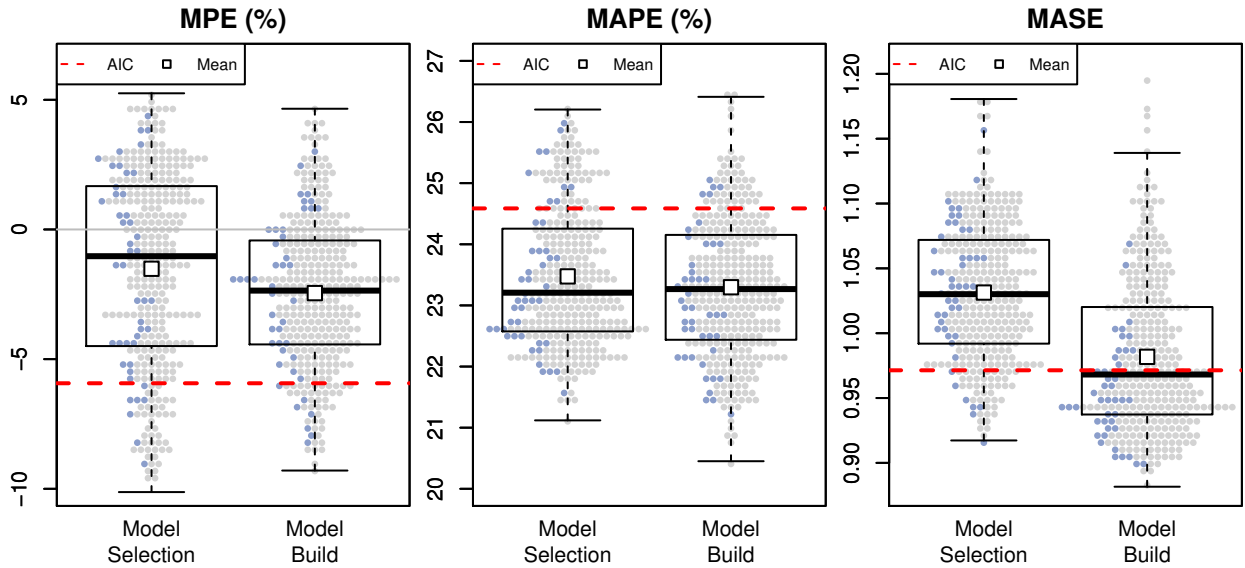 MPE (%)
AIC
Mean
5
0
−5
−10
Model
Selection
Model
Build
MAPE (%)
AIC
Mean
27
26
25
24
23
22
21
20
Model
Selection
Model
Build
MASE
AIC
Mean
1.20
1.15
1.10
1.05
1.00
0.95
0.90
Model
Selection
Model
Build